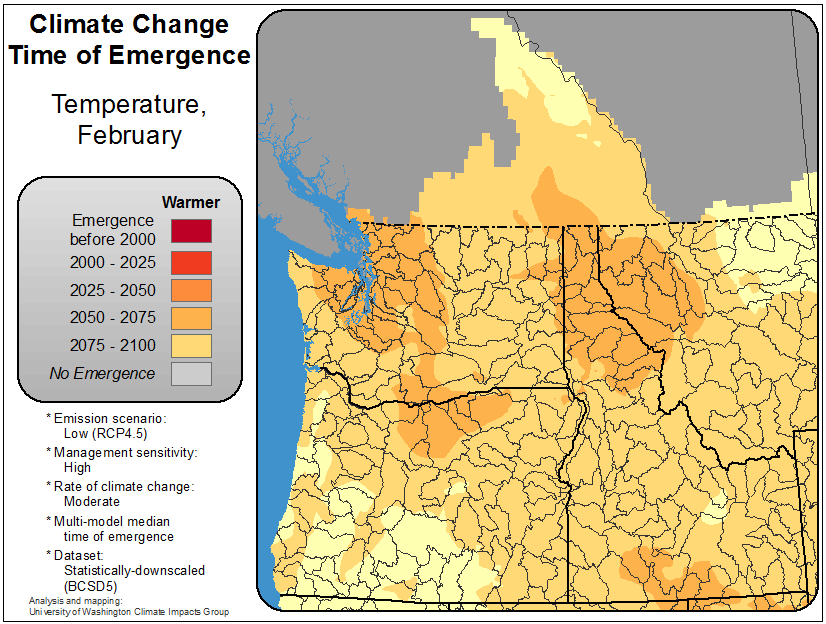 Climate Change
Time of Emergence
Temperature,
February
Warmer
Emergence
before 2000
2000 - 2025
2025 - 2050
2050 - 2075
2075 - 2100
No Emergence
* Emission scenario:
Low (RCP4.5)
* Management sensitivity:
High
* Rate of climate change:
Moderate
* Multi-model median
time of emergence
* Dataset:
Statistically-downscaled
(BCSD5)
Analysis and mapping:
University of Washington Climate Impacts Group